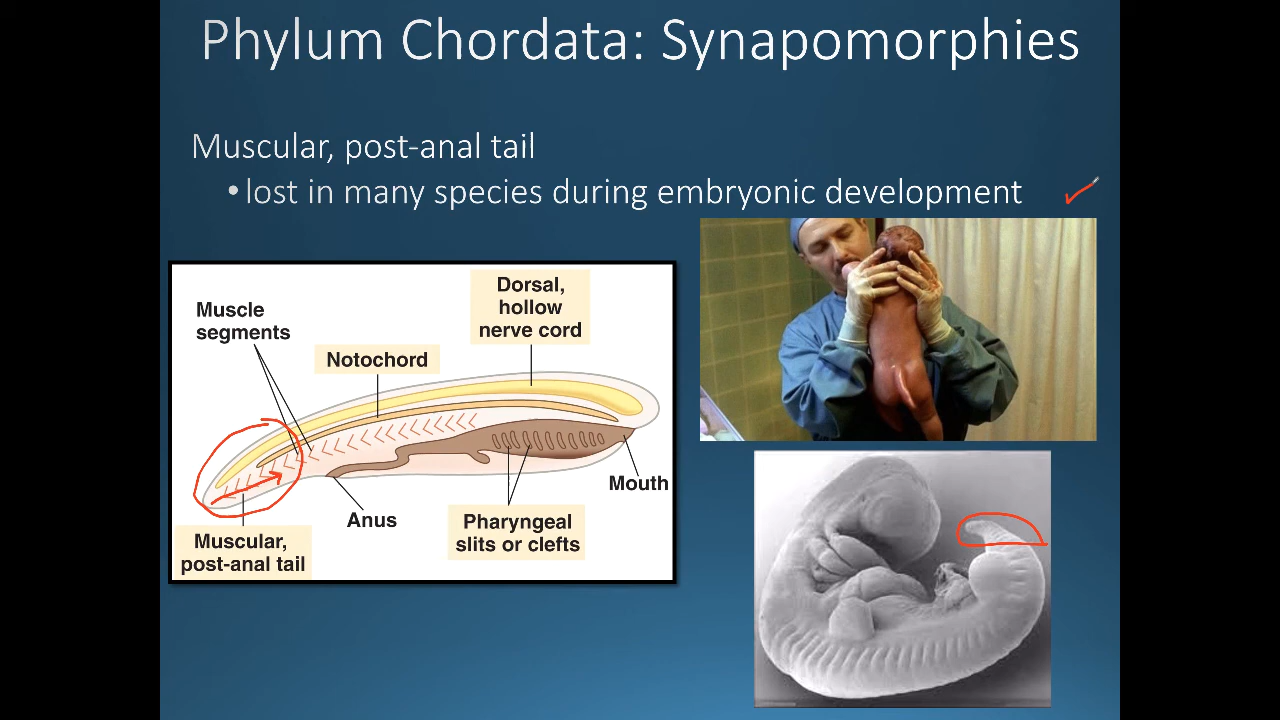 Phylum Chordata: Synapomorphies
Muscular, post-anal tail
•lost in many species during embryonic development
Muscle
segments
Notochord
Dorsal,
hollow
nerve cord
Mouth
Anus
Pharyngeal
slits or clefts
Muscular,
post-anal tail